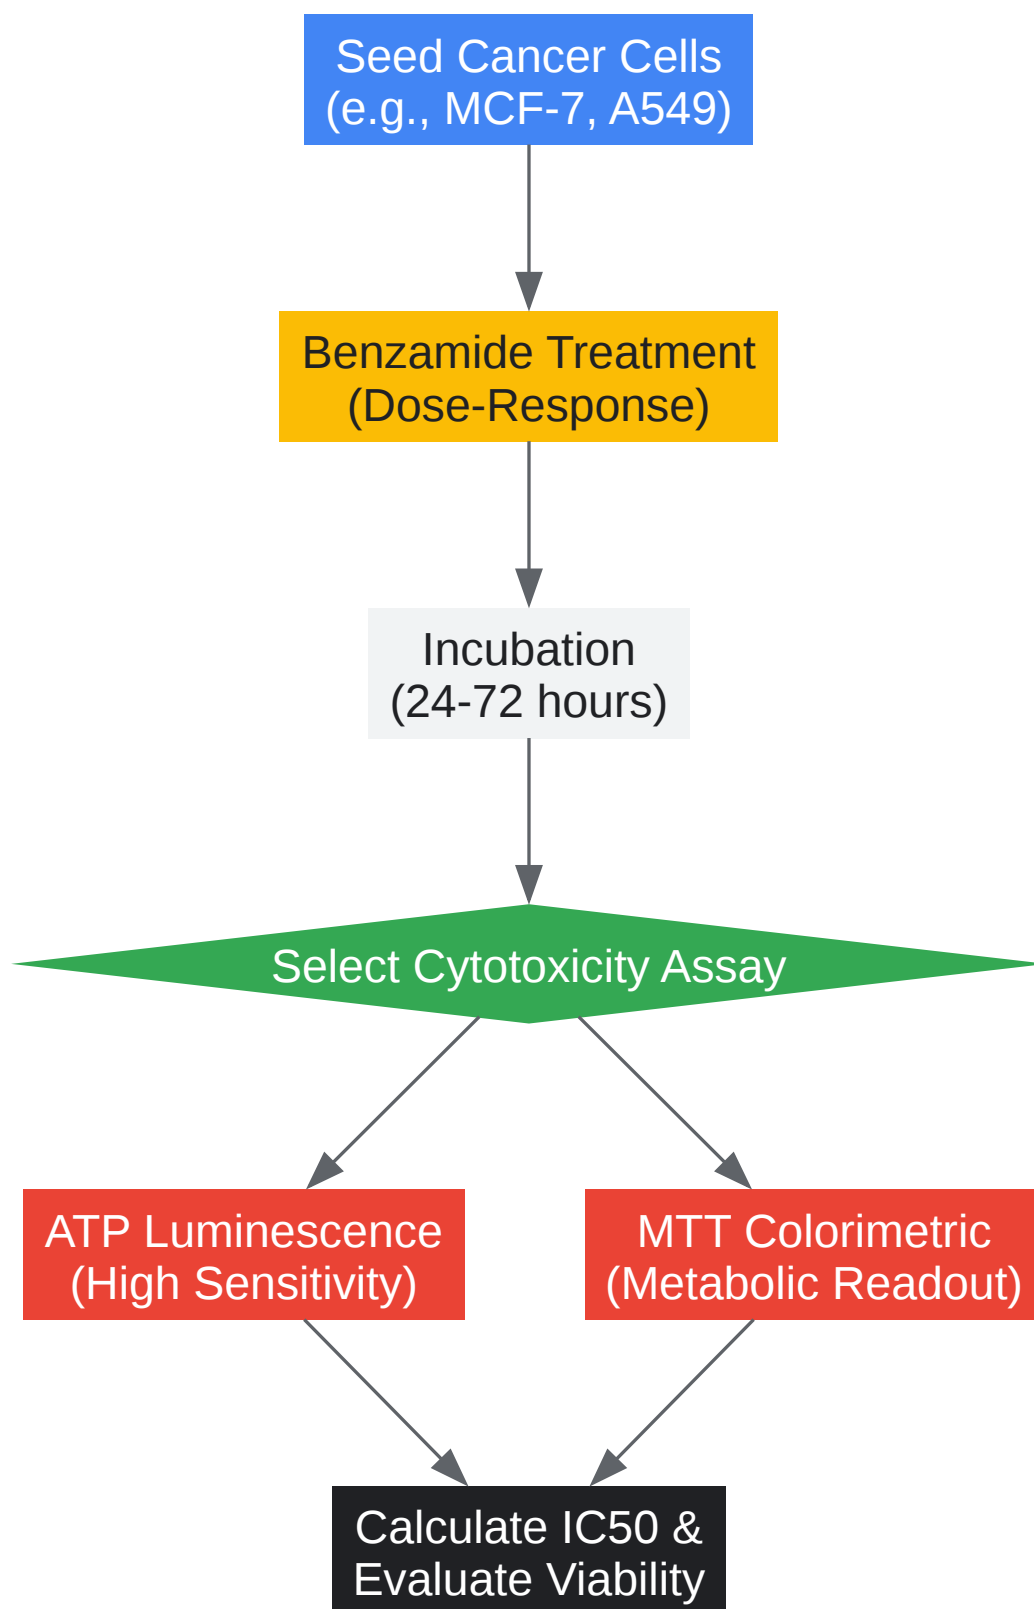 Seed Cancer Cells
(e.g., MCF-7, A549)
Benzamide Treatment
(Dose-Response)
Incubation
(24-72 hours)
Select Cytotoxicity Assay
ATP Luminescence
(High Sensitivity)
MTT Colorimetric
(Metabolic Readout)
Calculate IC50 &
Evaluate Viability